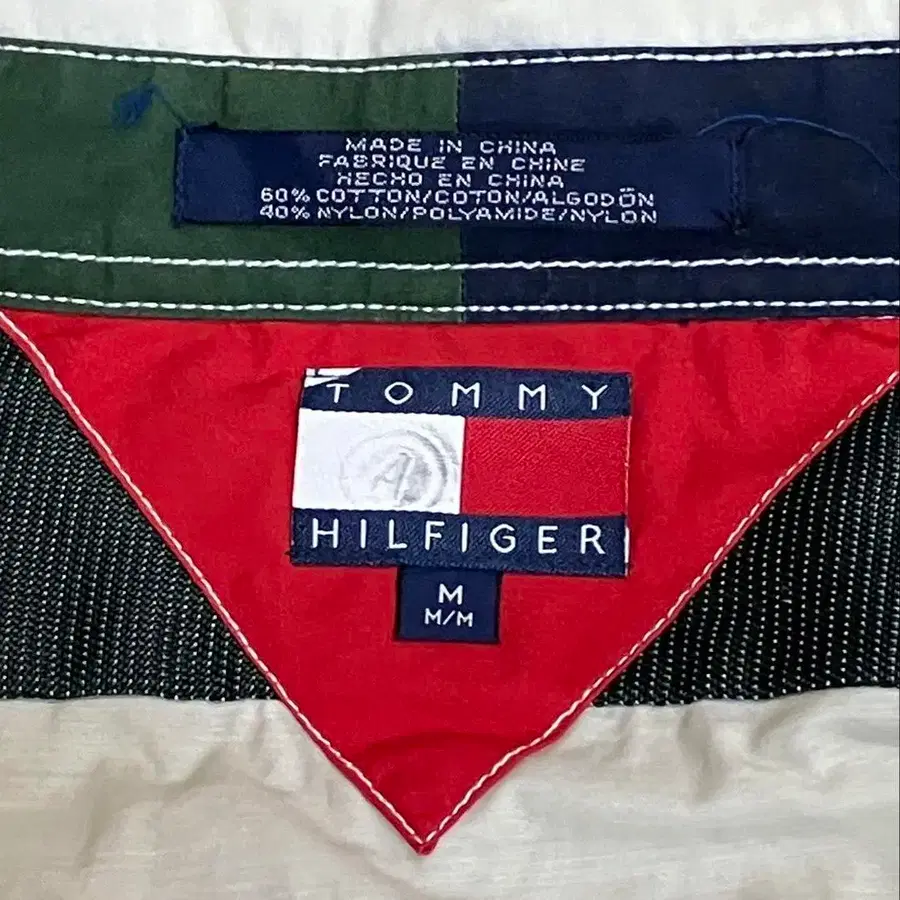 MADE IN CHINA
FABRIQUE EN CHINE
HECHO EN CHINA
60% COTTON/COTON/ALGODÓN
40% NYLON/POLYAMIDE/NYLON
TOMMY
HILFIGER
M
M/M